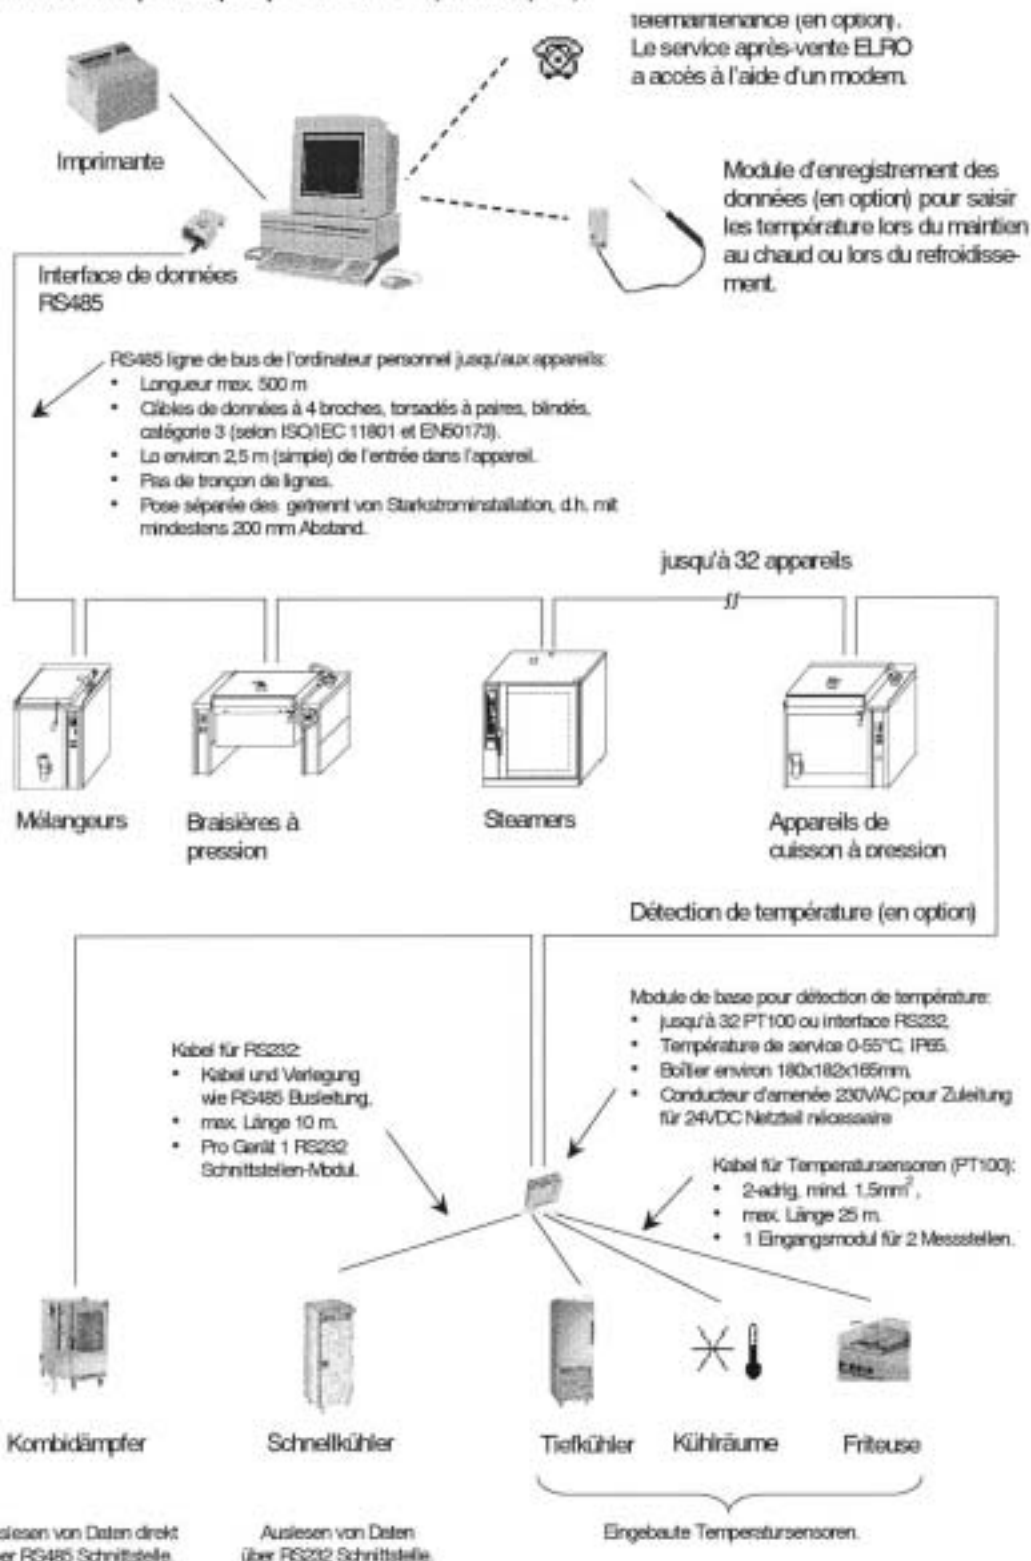 télémaintenance (en option).
Le service après-vente ELRO
a accès à l'aide d'un modem.
Imprimante
Module d'enregistrement des
données (en option) pour saisir
les température lors du maintien
au chaud ou lors du refroidisse-
ment.
Interface de données
RS485
RS485 ligne de bus de l'ordinateur personnel jusqu'aux appareils:
• Longueur max. 500 m
• Câbles de données à 4 broches, torsadés à paires, blindés,
catégorie 3 (selon ISO/IEC 11801 et EN50173).
• La environ 2,5 m (simple) de l'entrée dans l'appareil.
• Pas de tronçon de lignes.
• Pose séparée des getrennt von Starkstrominstallation, d.h. mit
mindestens 200 mm Abstand.
jusqu'à 32 appareils
Mélangeurs
Braisières à
pression
Steamers
Appareils de
cuisson à pression
Détection de température (en option)
Module de base pour détection de température:
• jusqu'à 32 PT100 ou interface RS232,
• Température de service 0-55°C, IP65.
• Boîtier environ 180x182x165mm,
• Conducteur d'amenée 230VAC pour Zuleitung
für 24VDC Netzteil nécessaire
Kabel für RS232:
• Kabel und Verlegung
wie RS485 Busleitung,
• max. Länge 10 m.
• Pro Gerät 1 RS232
Schnittstellen-Modul.
Kabel für Temperatursensoren (PT100):
• 2-adrig, mind. 1,5mm²,
• max. Länge 25 m.
• 1 Eingangsmodul für 2 Messstellen.
Kombidämpfer
Schnellkühler
Tiefkühler
Kühlräume
Friteuse
slesen von Daten direkt
er RS485 Schnittstelle.
Auslesen von Daten
über RS232 Schnittstelle.
Eingebaute Temperatursensoren.